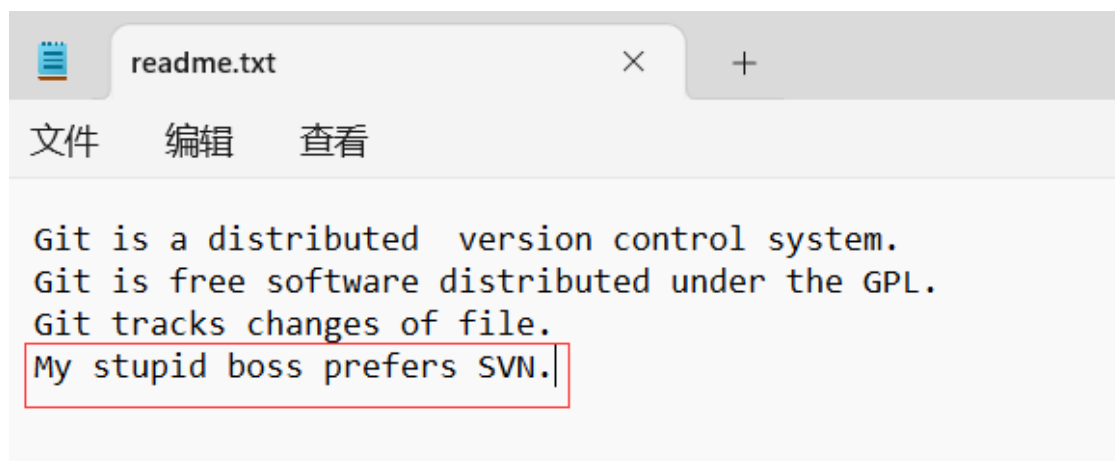 readme.txt
文件 编辑 查看
Git is a distributed  version control system.
Git is free software distributed under the GPL.
Git tracks changes of file.
My stupid boss prefers SVN.